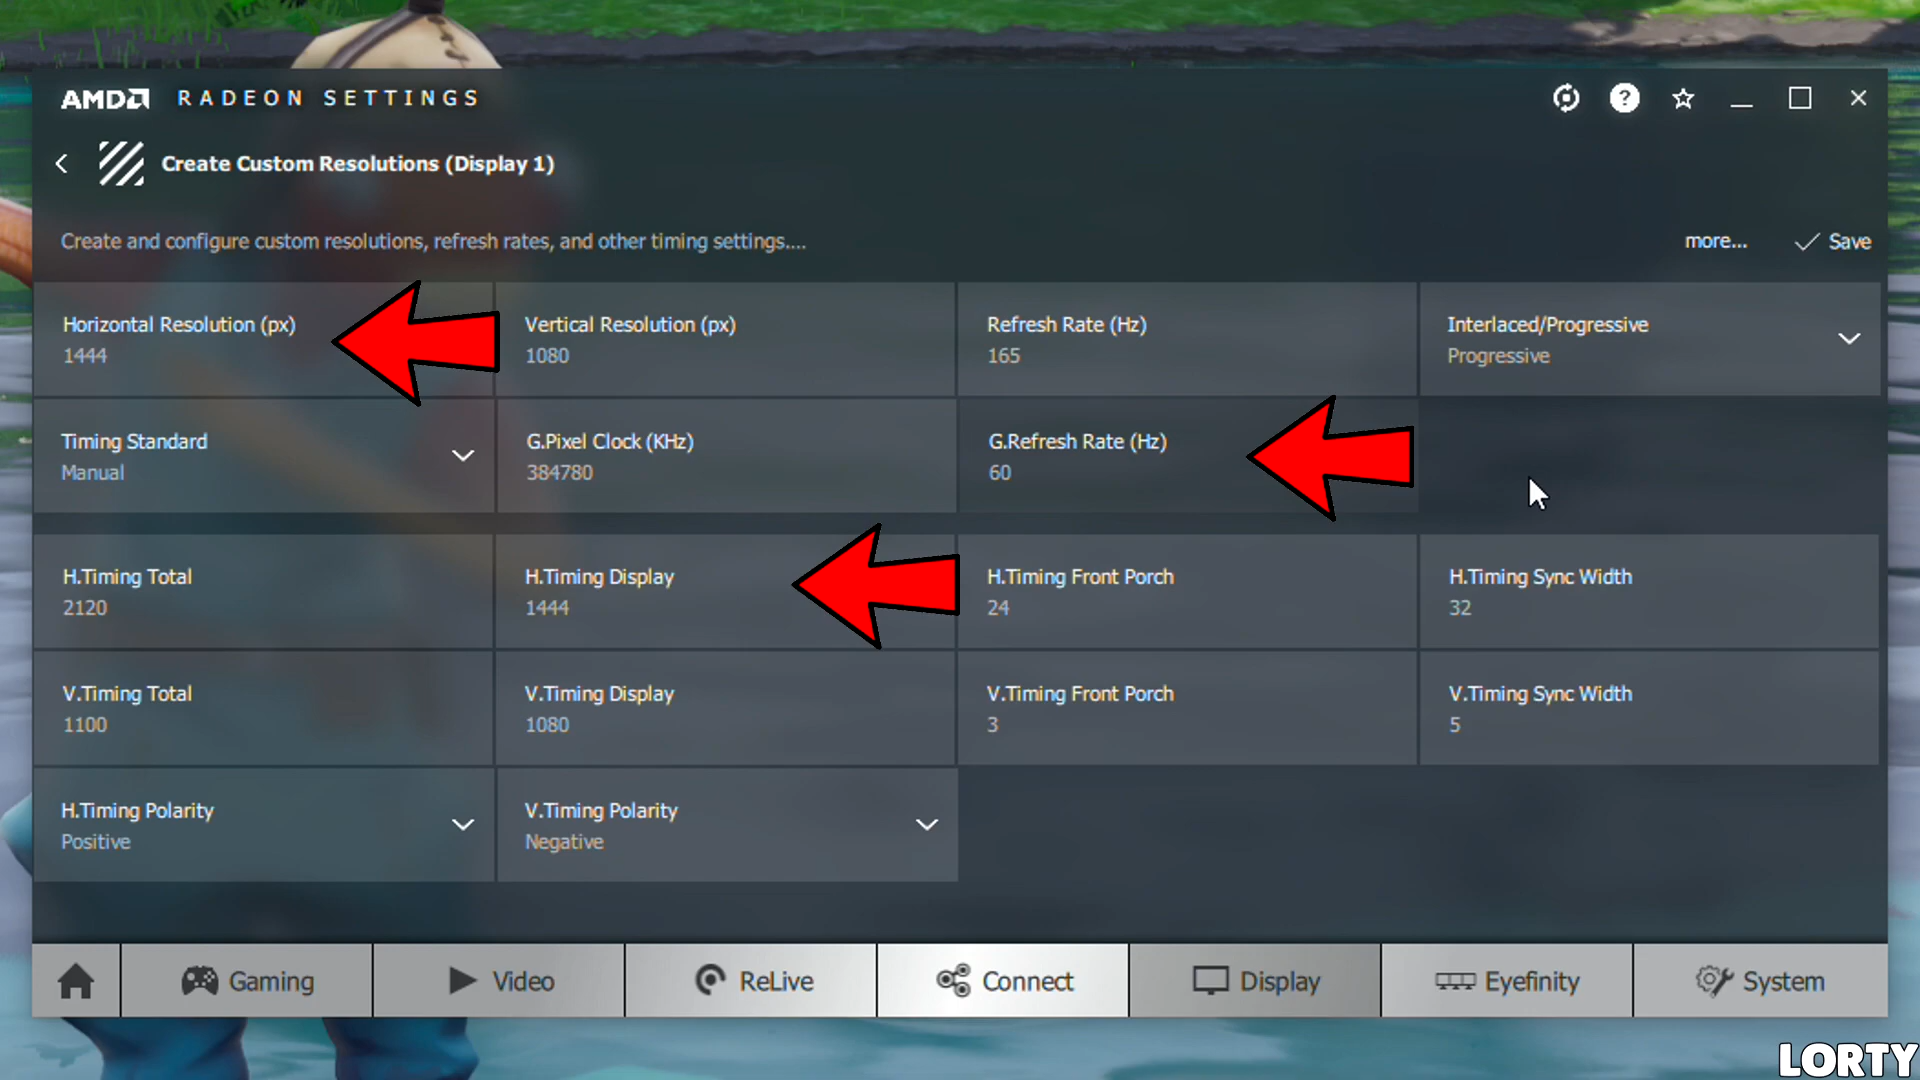 AMD RADEON SETTINGS
?
Create Custom Resolutions (Display 1)
Create and configure custom resolutions, refresh rates, and other timing settings....
more...
Save
Horizontal Resolution (px)
1444
Vertical Resolution (px)
1080
Refresh Rate (Hz)
165
Interlaced/Progressive
Progressive
Timing Standard
Manual
G.Pixel Clock (KHz)
384780
G.Refresh Rate (Hz)
60
H.Timing Total
2120
H.Timing Display
1444
H.Timing Front Porch
24
H.Timing Sync Width
32
V.Timing Total
1100
V.Timing Display
1080
V.Timing Front Porch
3
V.Timing Sync Width
5
H.Timing Polarity
Positive
V.Timing Polarity
Negative
Gaming
Video
ReLive
Connect
Display
Eyefinity
System
LORTY